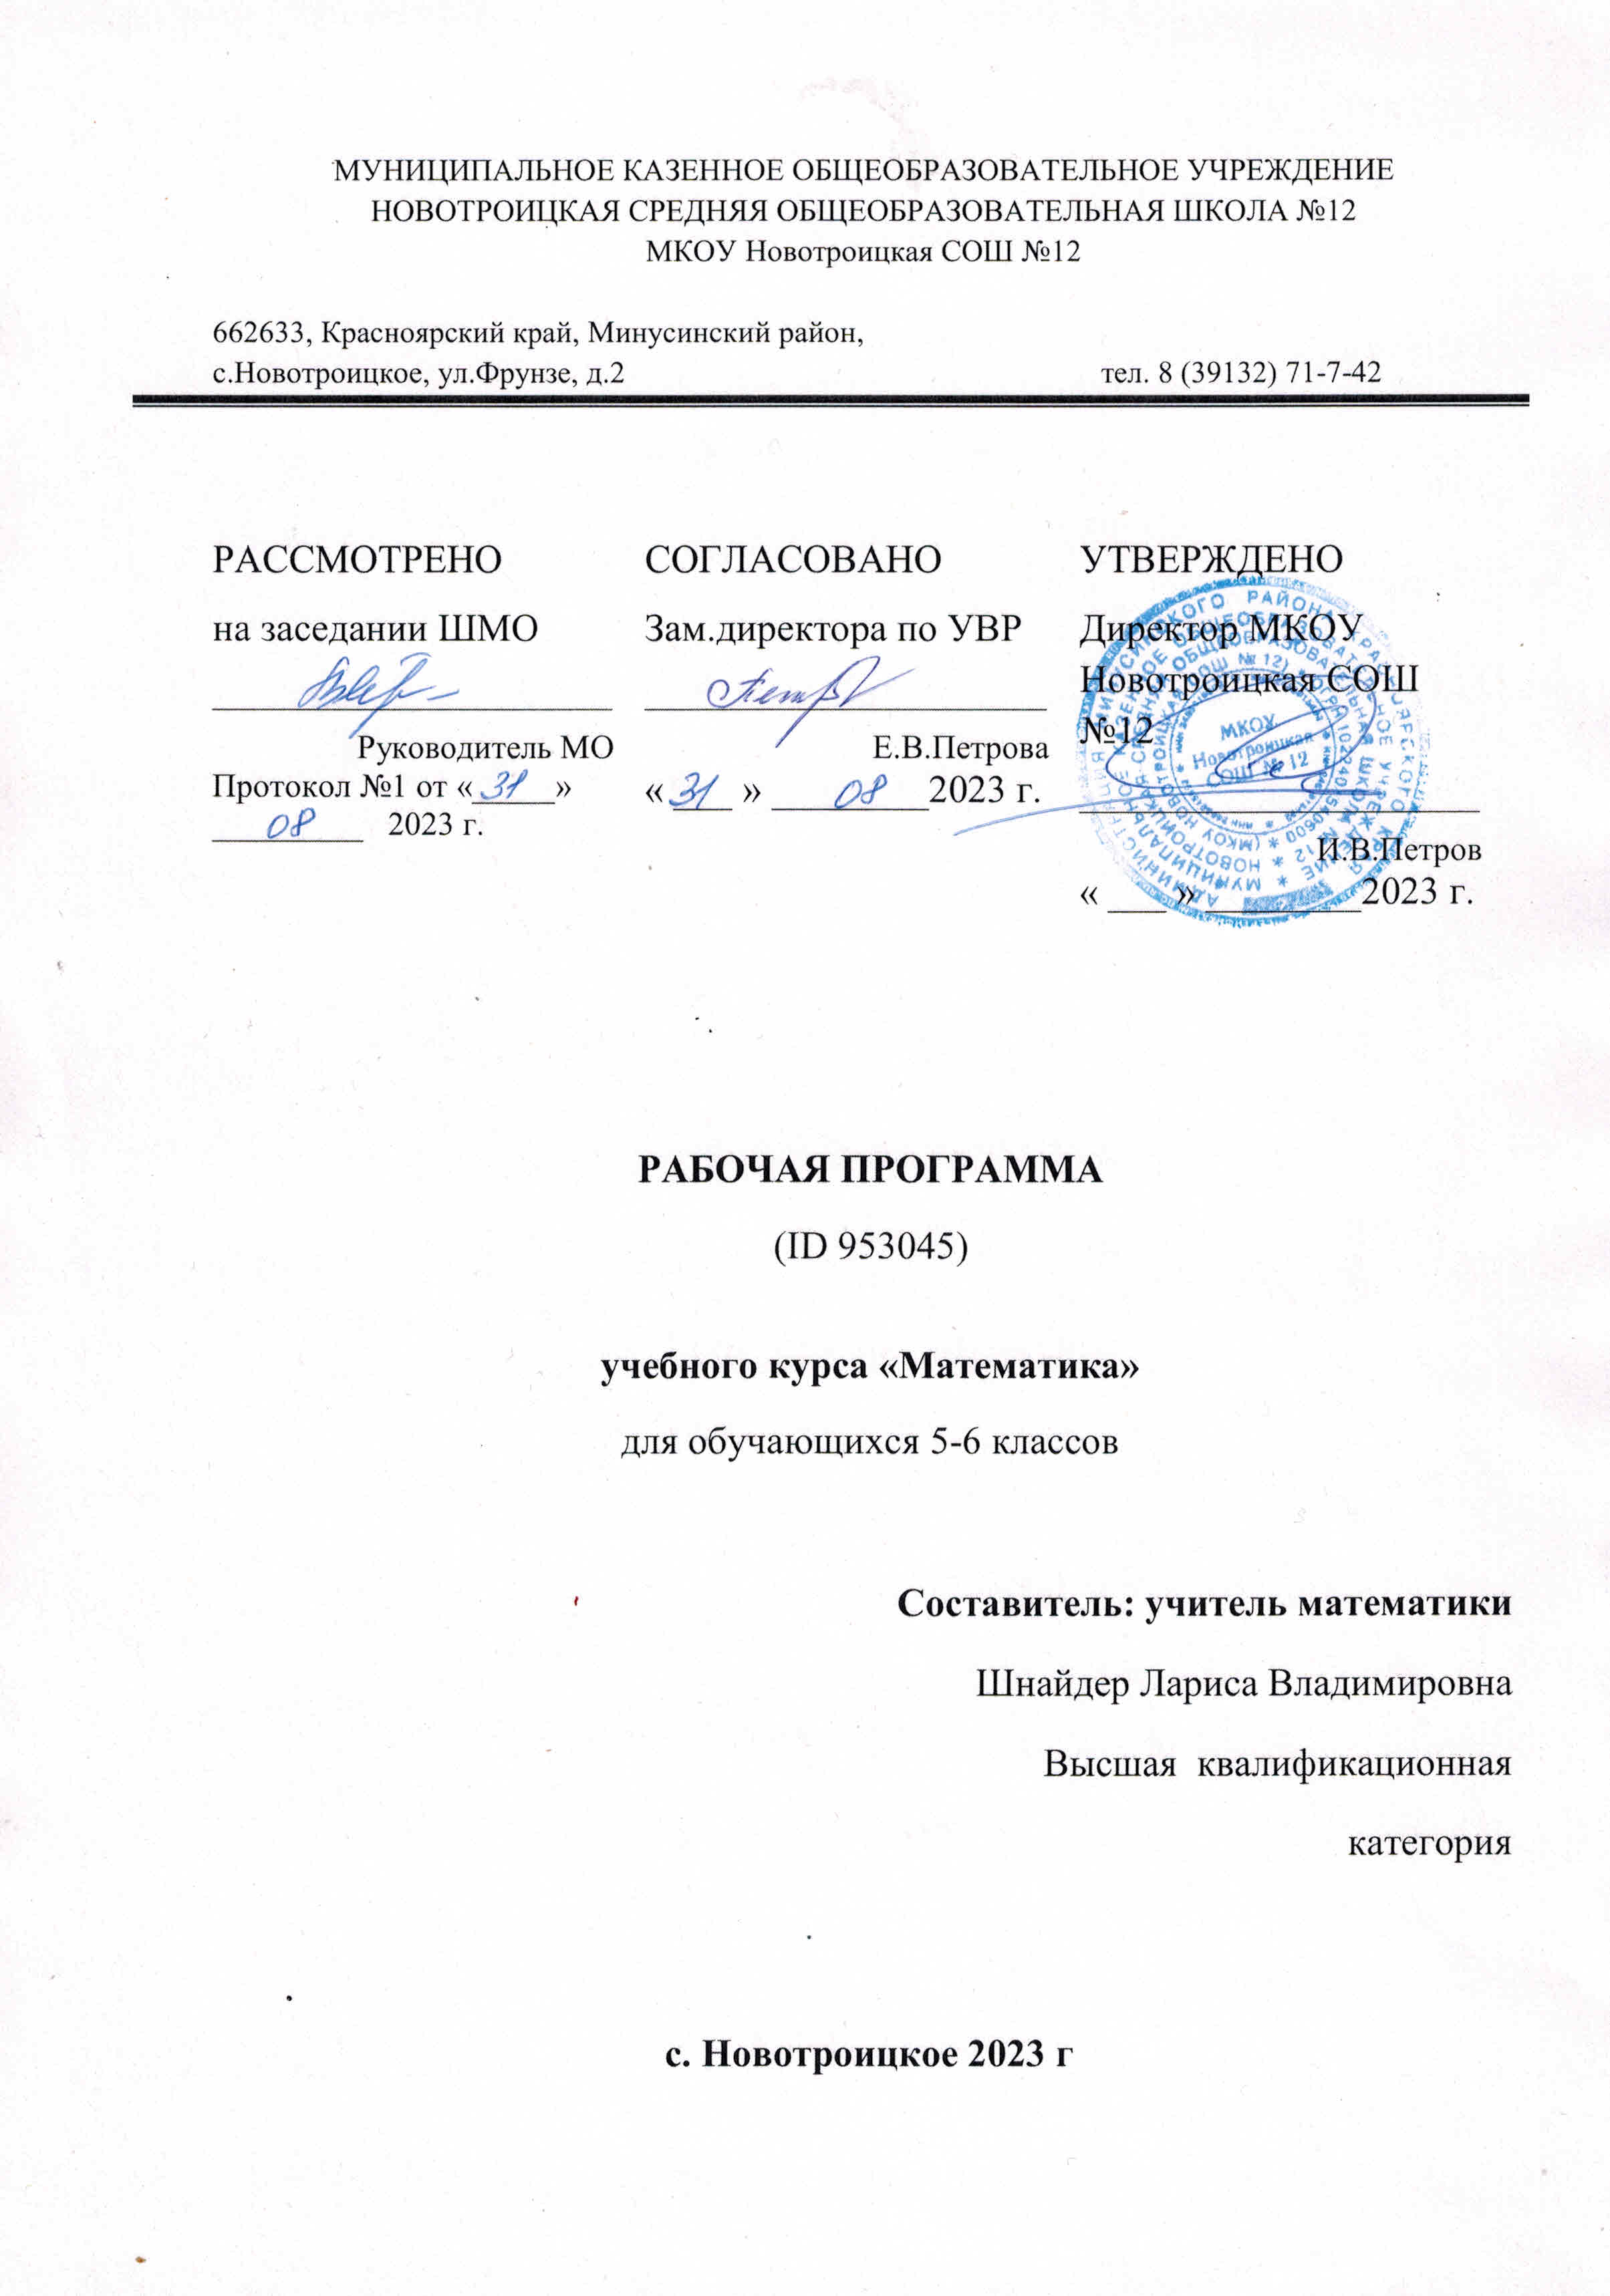 МУНИЦИПАЛЬНОЕ КАЗЕННОЕ ОБЩЕОБРАЗОВАТЕЛЬНОЕ УЧРЕЖДЕНИЕ
НОВОТРОИЦКАЯ СРЕДНЯЯ ОБЩЕОБРАЗОВАТЕЛЬНАЯ ШКОЛА №12
МКОУ Новотроицкая СОШ №12
662633, Красноярский край, Минусинский район,
с.Новотроицкое, ул.Фрунзе, д.2 тел. 8 (39132) 71-7-42
РАССМОТРЕНО
на заседании ШМО
Руководитель МО
Протокол №1 от «31»
08 2023 г.
СОГЛАСОВАНО
Зам.директора по УВР
Е.В.Петрова
«31» 08 2023 г.
УТВЕРЖДЕНО
Директор МКОУ
Новотроицкая СОШ
№12
И.В.Петров
« ___ » ________2023 г.
МКОУ
Новотроицкая
СОШ № 12
РАБОЧАЯ ПРОГРАММА
(ID 953045)
учебного курса «Математика»
для обучающихся 5-6 классов
Составитель: учитель математики
Шнайдер Лариса Владимировна
Высшая квалификационная
категория
с. Новотроицкое 2023 г